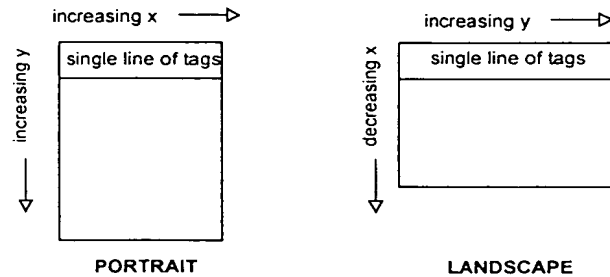 increasing x
increasing y
single line of tags
PORTRAIT
increasing y
decreasing x
single line of tags
LANDSCAPE